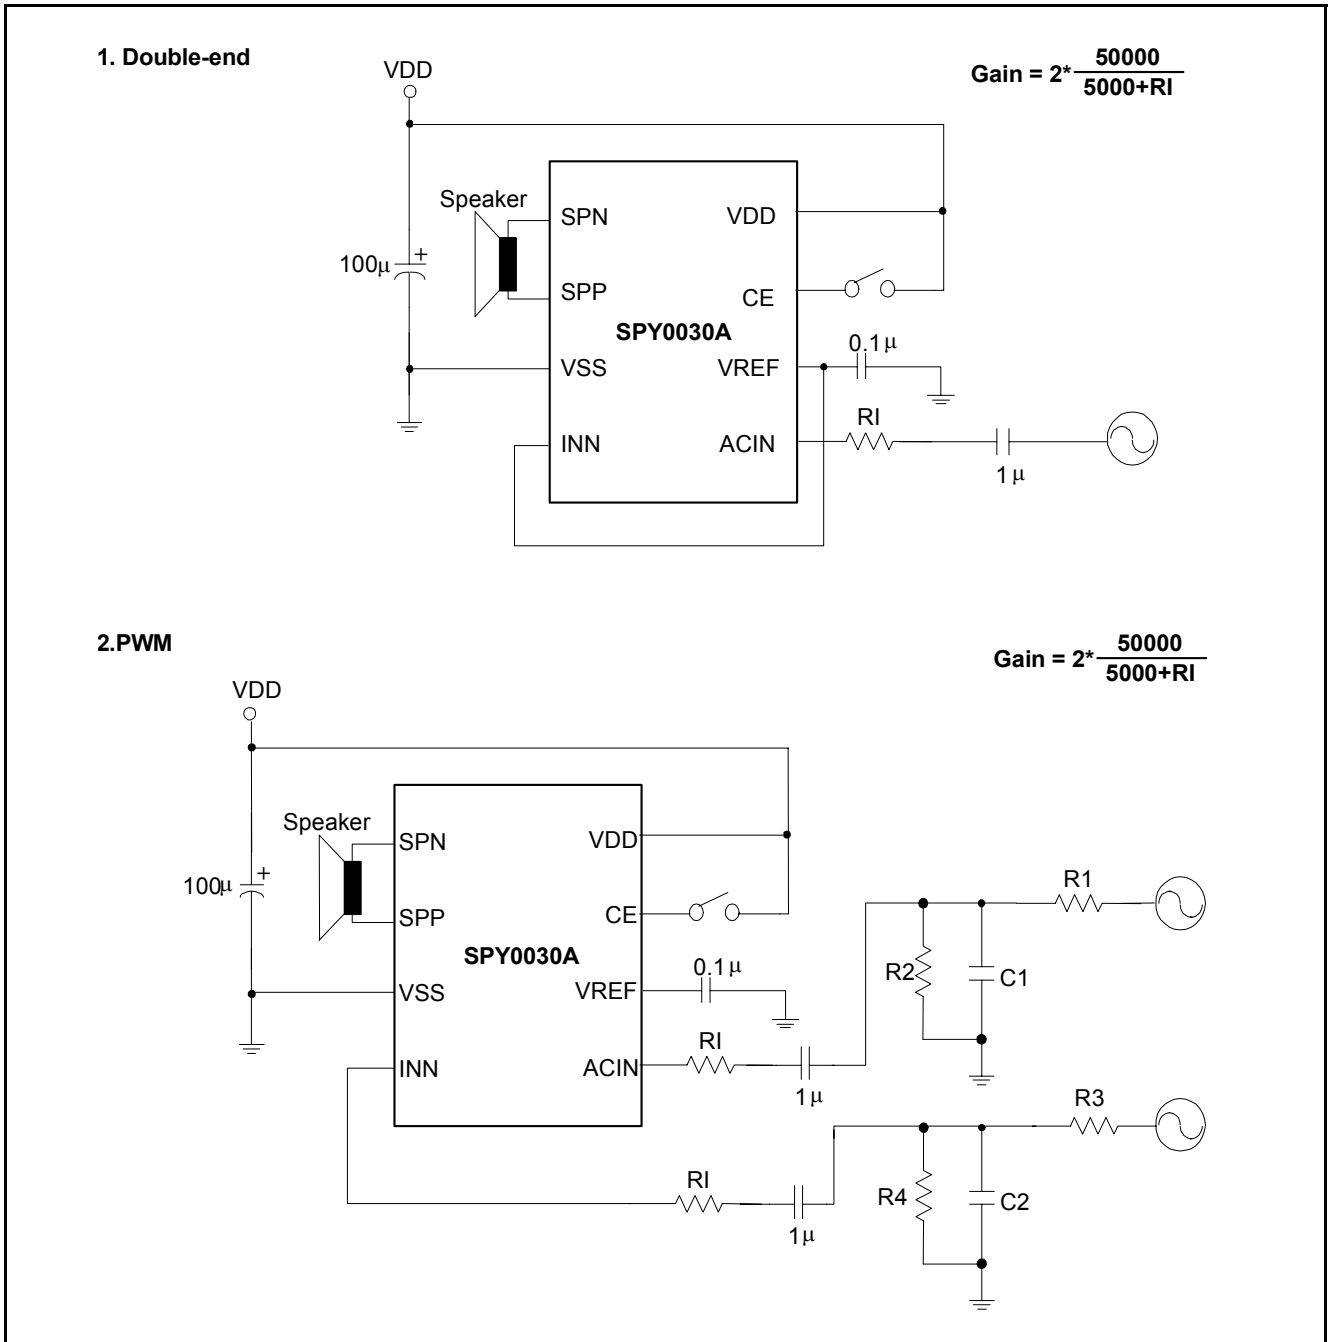 1. Double-end
Gain = 2* 50000
5000+RI
VDD
Speaker
SPN
VDD
100μ
+
SPP
CE
SPY0030A
0.1μ
VSS
VREF
RI
INN
ACIN
1μ
2.PWM
Gain = 2* 50000
5000+RI
VDD
Speaker
SPN
VDD
R1
100μ
+
SPP
CE
SPY0030A
0.1μ
R2
C1
VSS
VREF
RI
INN
ACIN
1μ
R3
RI
R4
C2
1μ